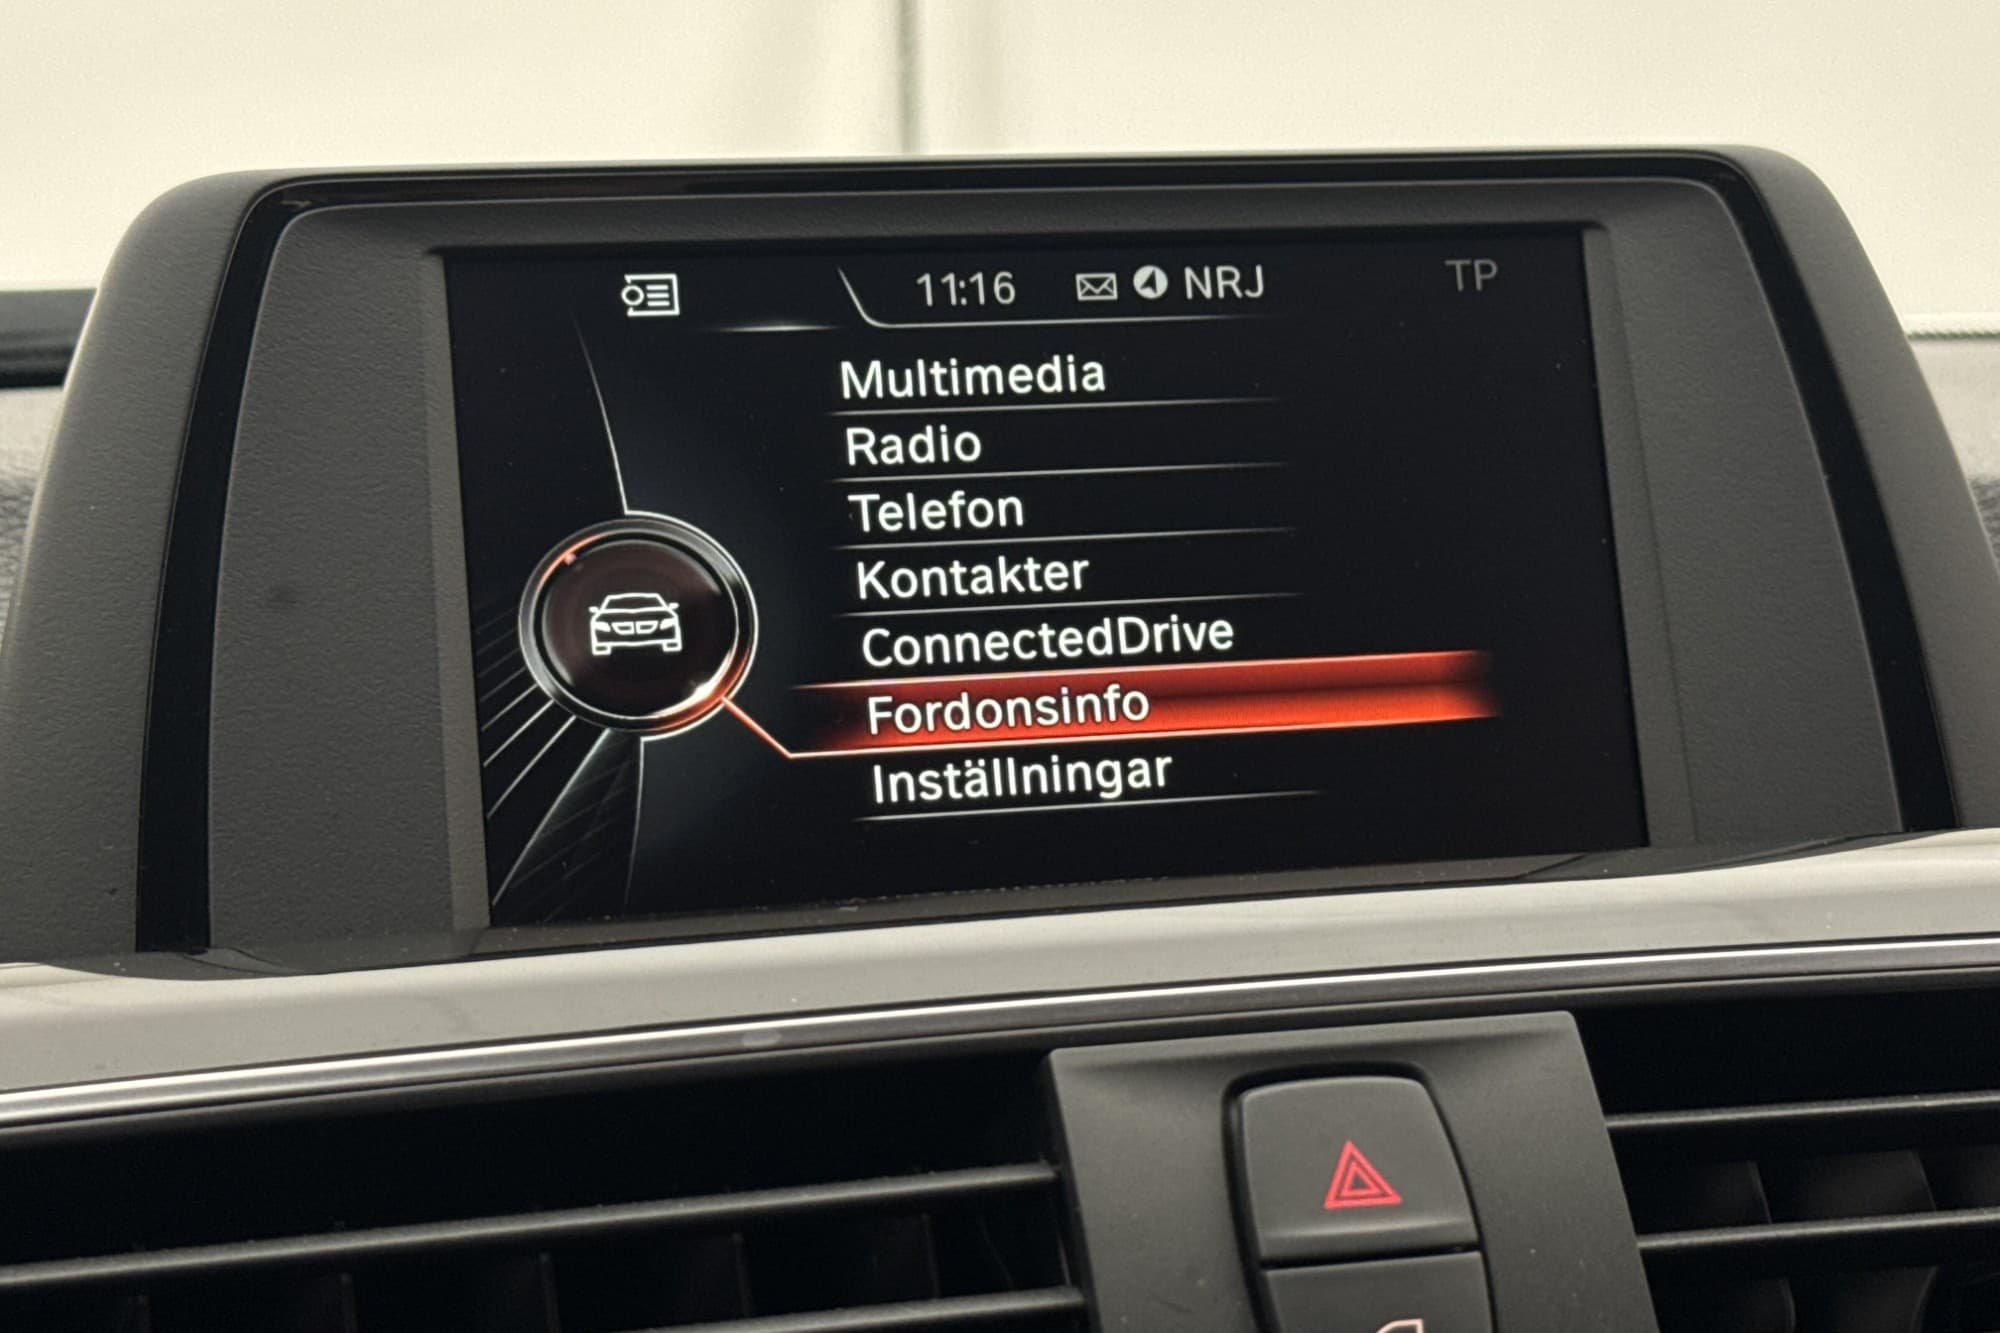 11:16 NRJ TP
Multimedia
Radio
Telefon
Kontakter
ConnectedDrive
Fordonsinfo
Inställningar